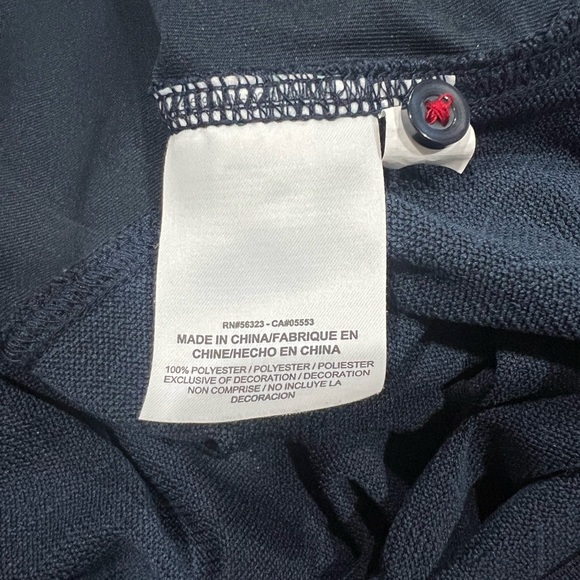 RN#56323 - CA#05553
MADE IN CHINA/FABRIQUE EN
CHINE/HECHO EN CHINA
100% POLYESTER / POLYESTER / POLIESTER
EXCLUSIVE OF DECORATION / DECORATION
NON COMPRISE / NO INCLUYE LA
DECORACION